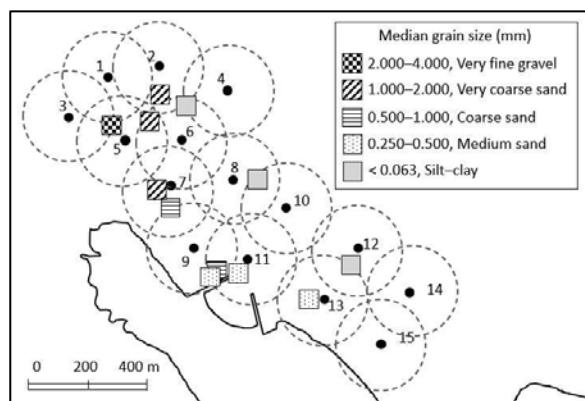 Median grain size (mm)
2.000–4.000, Very fine gravel
1.000–2.000, Very coarse sand
0.500–1.000, Coarse sand
0.250–0.500, Medium sand
< 0.063, Silt–clay
1
2
3
4
5
6
7
8
9
10
11
12
13
14
15
0 200 400 m